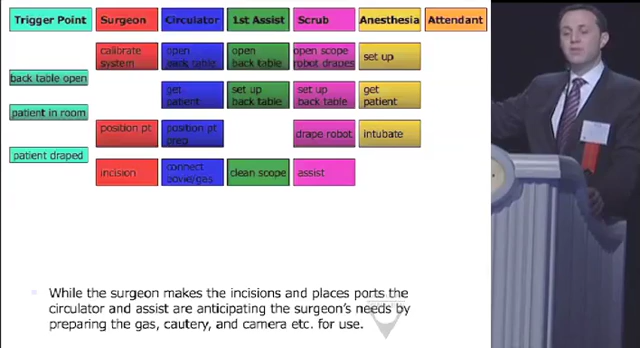 Trigger Point Surgeon Circulator 1st Assist Scrub Anesthesia Attendant
calibrate system open back table open back table open scope robot drapes set up
back table open
get patient set up back table set up back table get patient
patient in room
position pt position pt prep drape robot intubate
patient draped
incision connect bovie/gas clean scope assist
While the surgeon makes the incisions and places ports the
circulator and assist are anticipating the surgeon's needs by
preparing the gas, cautery, and camera etc. for use.